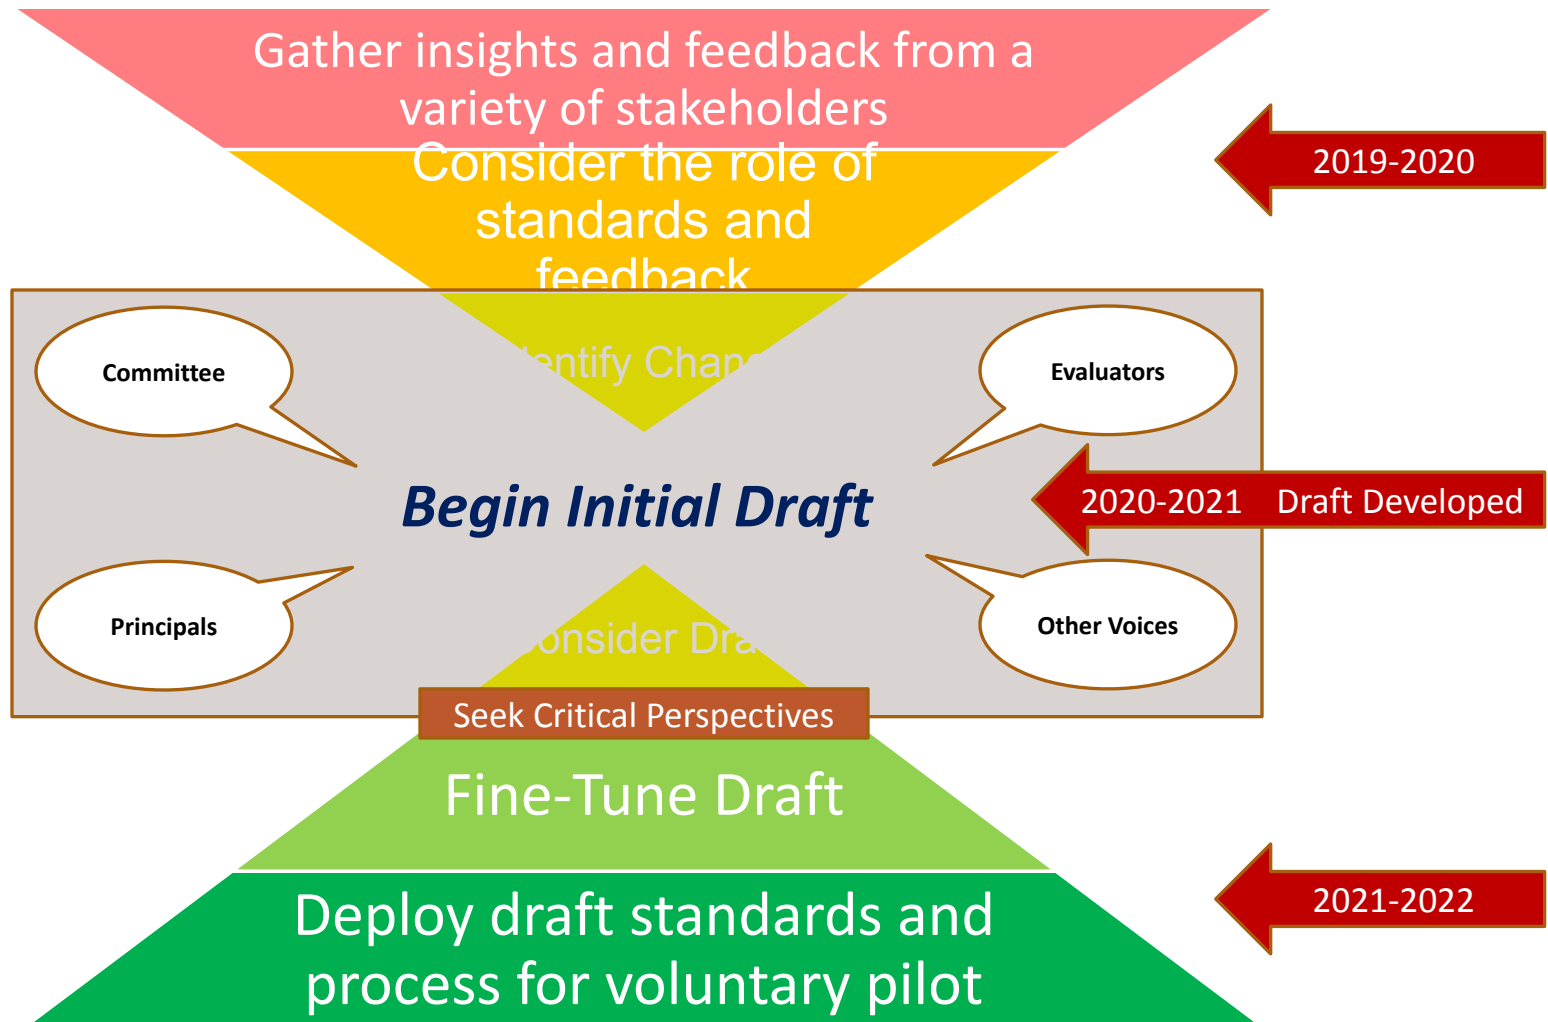 Gather insights and feedback from a
variety of stakeholders
Consider the role of
standards and
feedback
2019-2020
Committee
Evaluators
Begin Initial Draft
2020-2021 Draft Developed
Principals
Other Voices
Seek Critical Perspectives
Fine-Tune Draft
Deploy draft standards and
process for voluntary pilot
2021-2022